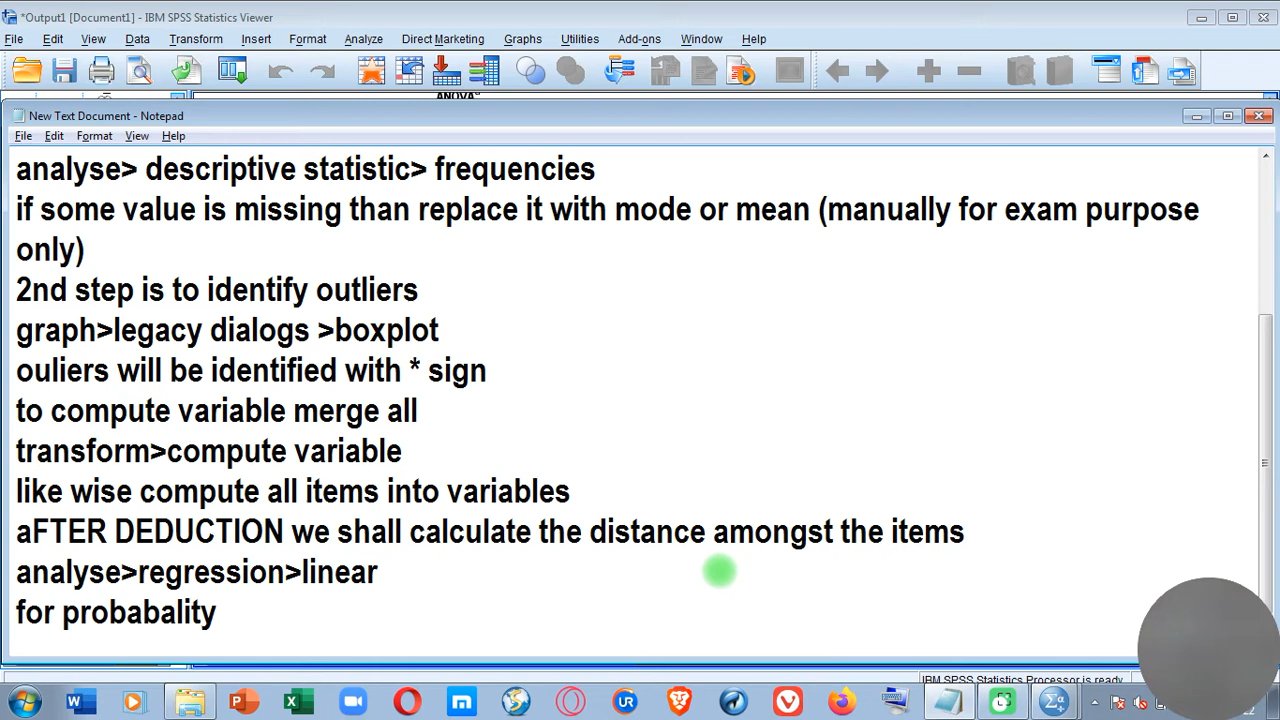 *Output1 [Document1] - IBM SPSS Statistics Viewer
File Edit View Data Transform Insert Format Analyze Direct Marketing Graphs Utilities Add-ons Window Help
ANOVA
New Text Document - Notepad
File Edit Format View Help
analyse> descriptive statistic> frequencies
if some value is missing than replace it with mode or mean (manually for exam purpose
only)
2nd step is to identify outliers
graph>legacy dialogs >boxplot
ouliers will be identified with * sign
to compute variable merge all
transform>compute variable
like wise compute all items into variables
aFTER DEDUCTION we shall calculate the distance amongst the items
analyse>regression>linear
for probabality
IBM SPSS Statistics Processor is ready